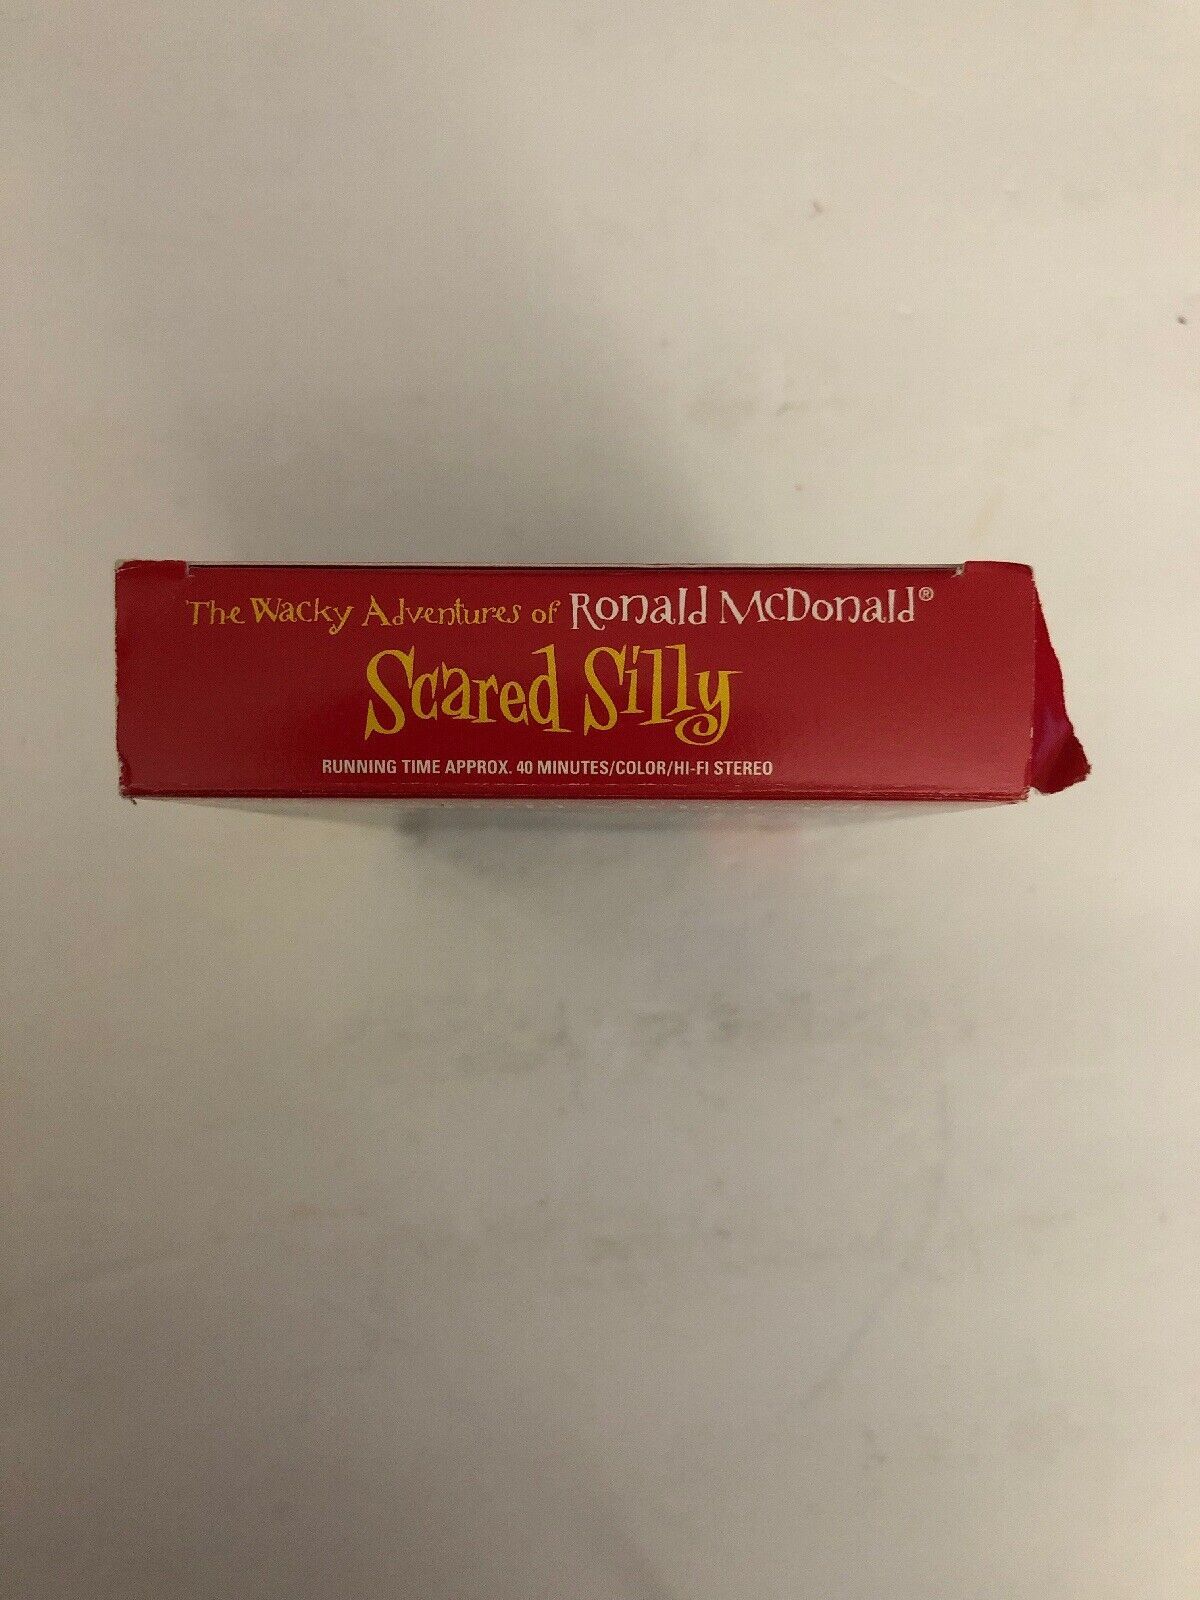 The Wacky Adventures of Ronald McDonald®
Scared Silly
RUNNING TIME APPROX. 40 MINUTES/COLOR/HI-FI STEREO